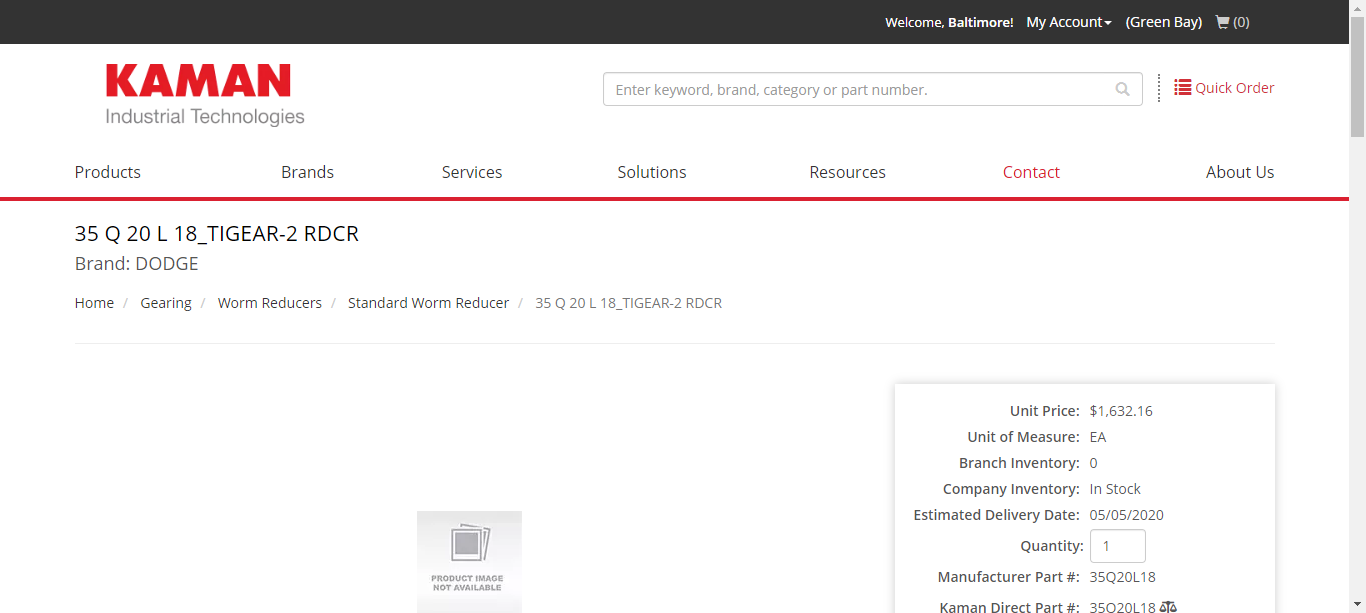 Welcome, Baltimore! My Account (Green Bay) (0)
KAMAN
Industrial Technologies
Enter keyword, brand, category or part number.
Quick Order
Products Brands Services Solutions Resources Contact About Us
35 Q 20 L 18_TIGEAR-2 RDCR
Brand: DODGE
Home / Gearing / Worm Reducers / Standard Worm Reducer / 35 Q 20 L 18_TIGEAR-2 RDCR
Unit Price: $1,632.16
Unit of Measure: EA
Branch Inventory: 0
Company Inventory: In Stock
Estimated Delivery Date: 05/05/2020
Quantity: 1
Manufacturer Part #: 35Q20L18
Kaman Direct Part #: 35Q20L18
PRODUCT IMAGE
NOT AVAILABLE